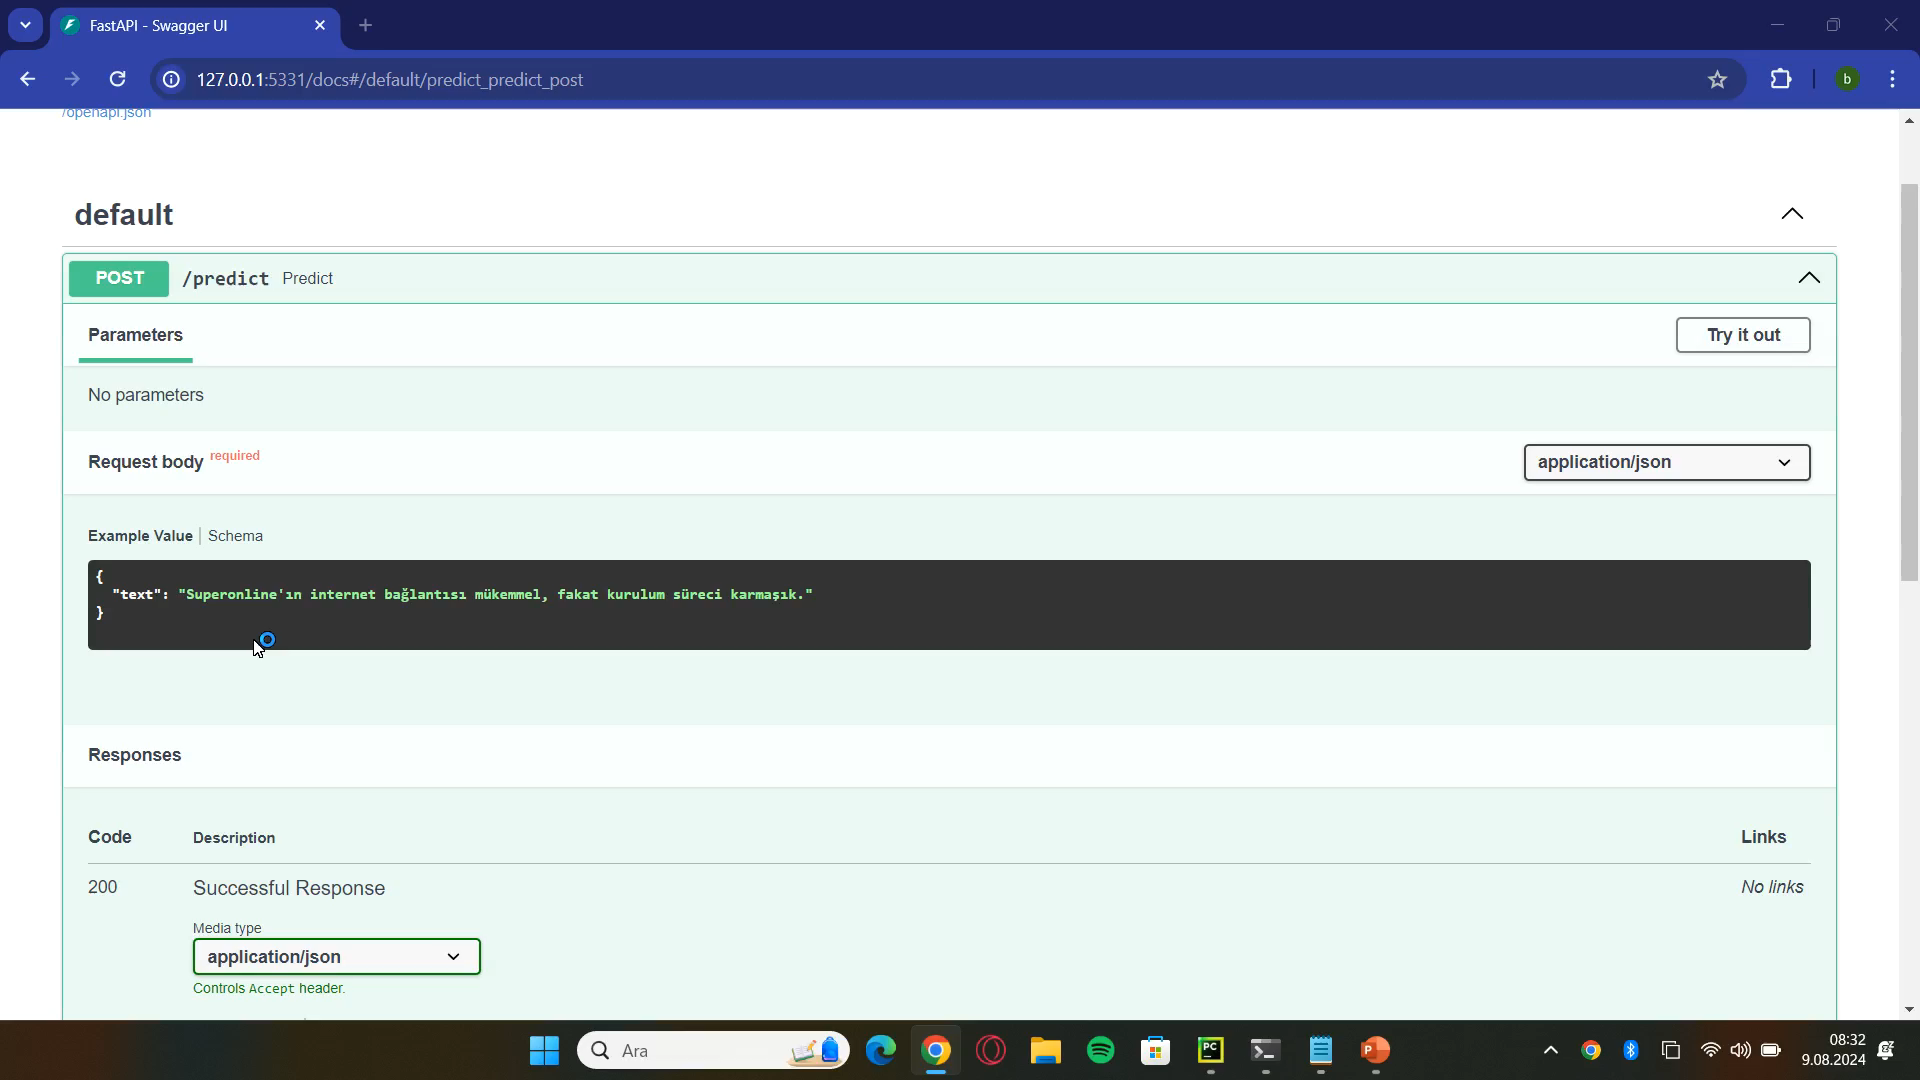 FastAPI - Swagger UI
127.0.0.1:5331/docs#/default/predict_predict_post
b
/openapi.json
default
POST /predict Predict
Parameters
Try it out
No parameters
Request body required
application/json
Example Value | Schema
{
"text": "Superonline'ın internet bağlantısı mükemmel, fakat kurulum süreci karmaşık."
}
Responses
Code Description Links
200 Successful Response No links
Media type
application/json
Controls Accept header.
Ara
PC
P
08:32
9.08.2024